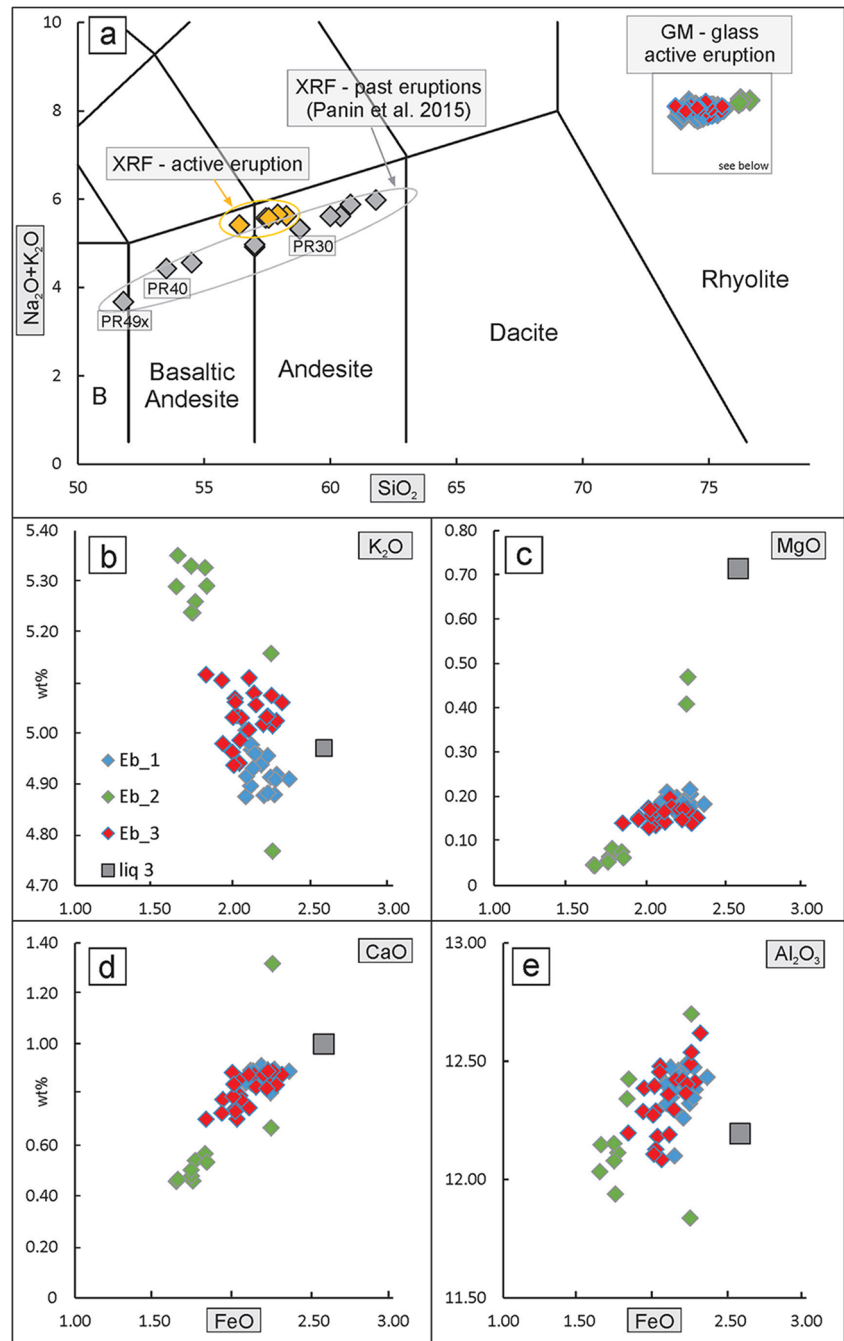 a
GM - glass
active eruption
see below
XRF - past eruptions
(Panin et al. 2015)
XRF - active eruption
PR30
PR40
PR49x
B
Basaltic
Andesite
Andesite
Dacite
Rhyolite
Na₂O+K₂O
10
8
6
4
2
0
50
55
60
65
70
75
SiO₂
b
K₂O
wt%
5.40
5.30
5.20
5.10
5.00
4.90
4.80
4.70
Eb_1
Eb_2
Eb_3
liq 3
1.00
1.50
2.00
2.50
3.00
c
MgO
0.80
0.70
0.60
0.50
0.40
0.30
0.20
0.10
0
1.00
1.50
2.00
2.50
3.00
d
CaO
wt%
1.40
1.20
1.00
0.80
0.60
0.40
0.20
0
1.00
1.50
2.00
2.50
3.00
FeO
e
Al₂O₃
13.00
12.50
12.00
11.50
1.00
1.50
2.00
2.50
3.00
FeO